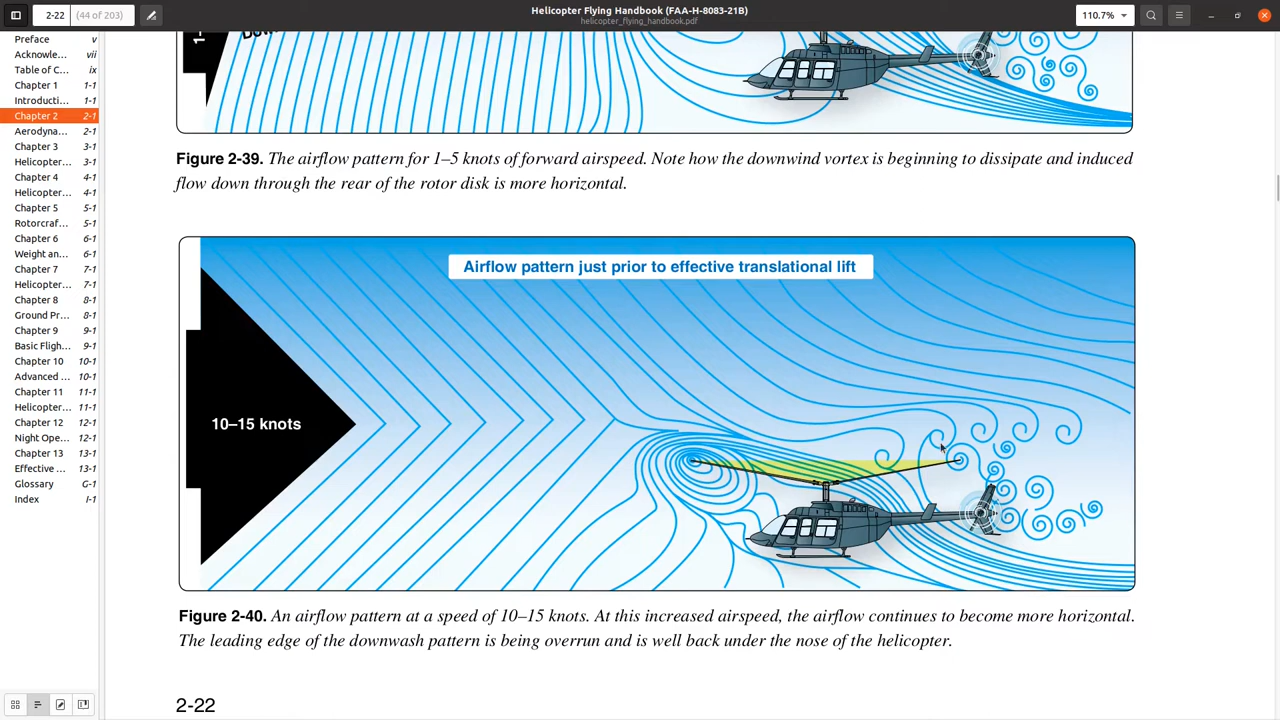 2-22 (44 of 203)
Helicopter Flying Handbook (FAA-H-8083-21B)
helicopter_flying_handbook.pdf
110.7%
Preface v
Acknowle... vii
Table of C... ix
Chapter 1 1-1
Introducti... 1-1
Chapter 2 2-1
Aerodyna... 2-1
Chapter 3 3-1
Helicopter... 3-1
Chapter 4 4-1
Helicopter... 4-1
Chapter 5 5-1
Rotorcraf... 5-1
Chapter 6 6-1
Weight an... 6-1
Chapter 7 7-1
Helicopter... 7-1
Chapter 8 8-1
Ground Pr... 8-1
Chapter 9 9-1
Basic Fligh... 9-1
Chapter 10 10-1
Advanced ... 10-1
Chapter 11 11-1
Helicopter... 11-1
Chapter 12 12-1
Night Ope... 12-1
Chapter 13 13-1
Effective ... 13-1
Glossary G-1
Index I-1
Figure 2-39. The airflow pattern for 1–5 knots of forward airspeed. Note how the downwind vortex is beginning to dissipate and induced
flow down through the rear of the rotor disk is more horizontal.
Airflow pattern just prior to effective translational lift
10–15 knots
Figure 2-40. An airflow pattern at a speed of 10–15 knots. At this increased airspeed, the airflow continues to become more horizontal.
The leading edge of the downwash pattern is being overrun and is well back under the nose of the helicopter.
2-22